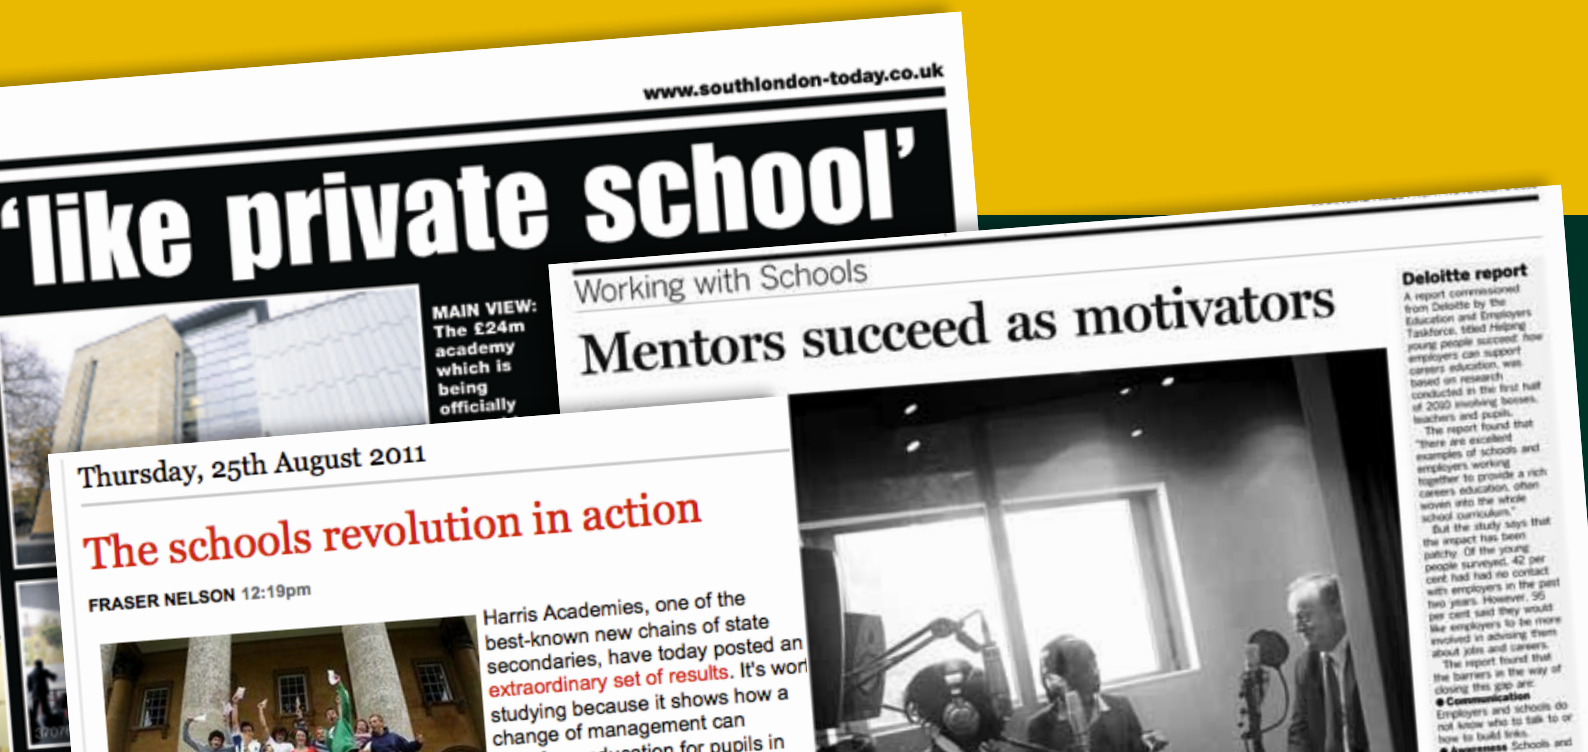 www.southlondon-today.co.uk
‘like private school’
MAIN VIEW:
The £24m
academy
which is
being
officially
Working with Schools
Mentors succeed as motivators
Deloitte report
A report commissioned
from Deloitte by the
Education and Employers
Taskforce, titled Helping
young people succeed: how
employers can support
careers education, was
based on research
conducted in the first half
of 2010 involving bosses,
teachers and pupils.
The report found that
"there are excellent
examples of schools and
employers working
together to provide a rich
careers education, often
woven into the whole
school curriculum."
But the study says that
the impact has been
patchy. Of the young
people surveyed, 42 per
cent had had no contact
with employers in the past
two years. However, 95
per cent said they would
like employers to be more
involved in advising them
about jobs and careers.
The report found that
the barriers in the way of
closing this gap are:
● Communication
Employers and schools do
not know who to talk to or
how to build links.
● Awareness Schools and
Thursday, 25th August 2011
The schools revolution in action
FRASER NELSON 12:19pm
Harris Academies, one of the
best-known new chains of state
secondaries, have today posted an
extraordinary set of results. It's wort
studying because it shows how a
change of management can
education for pupils in